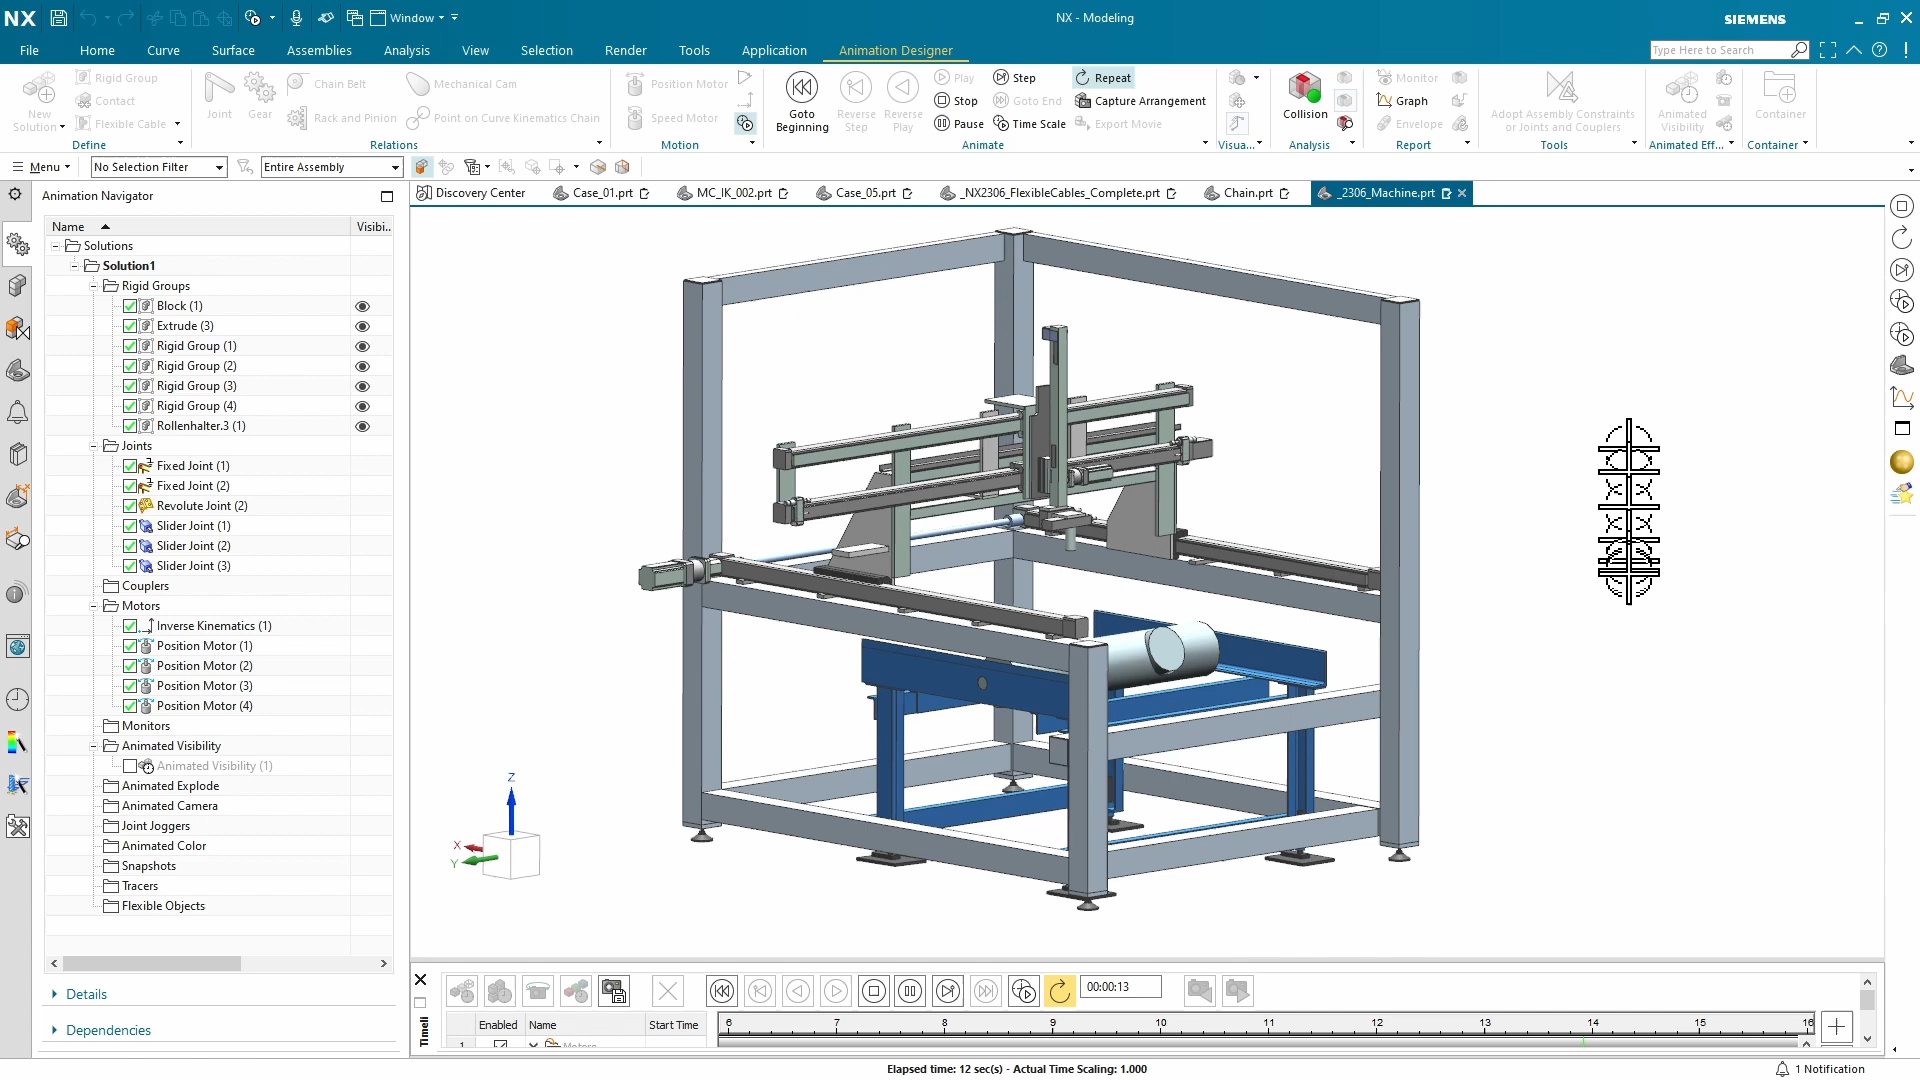 NX
Window
NX - Modeling
SIEMENS
File Home Curve Surface Assemblies Analysis View Selection Render Tools Application Animation Designer
Type Here to Search
New Solution
Rigid Group
Contact
Flexible Cable
Define
Joint
Gear
Chain Belt
Rack and Pinion
Mechanical Cam
Point on Curve Kinematics Chain
Relations
Position Motor
Speed Motor
Motion
Goto Beginning
Reverse Step
Reverse Play
Play
Stop
Pause
Step
Goto End
Time Scale
Repeat
Capture Arrangement
Export Movie
Animate
Visua...
Collision
Analysis
Monitor
Graph
Envelope
Report
Adopt Assembly Constraints or Joints and Couplers
Tools
Animated Visibility
Animated Eff...
Container
Container
Menu
No Selection Filter
Entire Assembly
Animation Navigator
Discovery Center
Case_01.prt
MC_IK_002.prt
Case_05.prt
_NX2306_FlexibleCables_Complete.prt
Chain.prt
_2306_Machine.prt
Name Visibi..
Solutions
Solution1
Rigid Groups
Block (1)
Extrude (3)
Rigid Group (1)
Rigid Group (2)
Rigid Group (3)
Rigid Group (4)
Rollenhalter.3 (1)
Joints
Fixed Joint (1)
Fixed Joint (2)
Revolute Joint (2)
Slider Joint (1)
Slider Joint (2)
Slider Joint (3)
Couplers
Motors
Inverse Kinematics (1)
Position Motor (1)
Position Motor (2)
Position Motor (3)
Position Motor (4)
Monitors
Animated Visibility
Animated Visibility (1)
Animated Explode
Animated Camera
Joint Joggers
Animated Color
Snapshots
Tracers
Flexible Objects
Details
Dependencies
Z
X
Y
00:00:13
Timeli
Enabled Name Start Time
6 7 8 9 10 11 12 13 14 15 16
1 Motors
Elapsed time: 12 sec(s) - Actual Time Scaling: 1.000
1 Notification